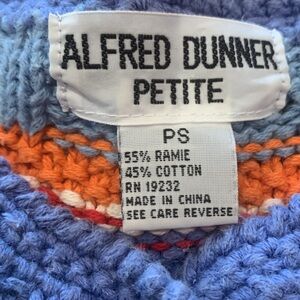 ALFRED DUNNER
PETITE
PS
55% RAMIE
45% COTTON
RN 19232
MADE IN CHINA
SEE CARE REVERSE